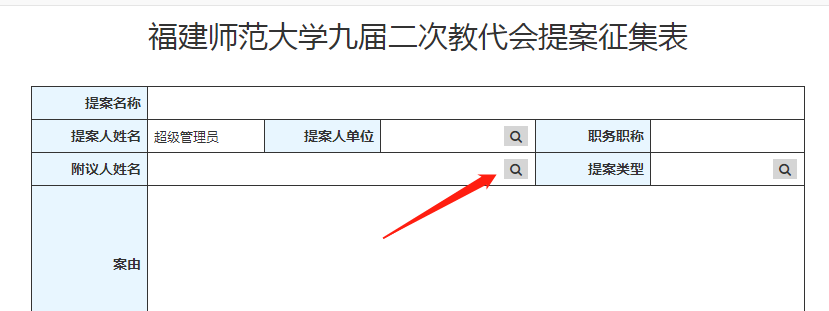 福建师范大学九届二次教代会提案征集表
提案名称
提案人姓名 超级管理员 提案人单位 职务职称
附议人姓名 提案类型
案由